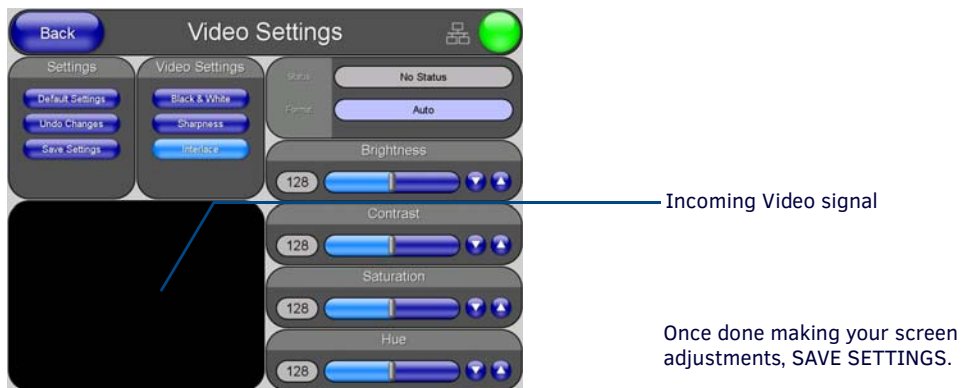 Back
Video Settings
Settings
Default Settings
Undo Changes
Save Settings
Video Settings
Black & White
Sharpness
Interlace
Status
No Status
Format
Auto
Brightness
128
Contrast
128
Saturation
128
Hue
128
Incoming Video signal
Once done making your screen
adjustments, SAVE SETTINGS.